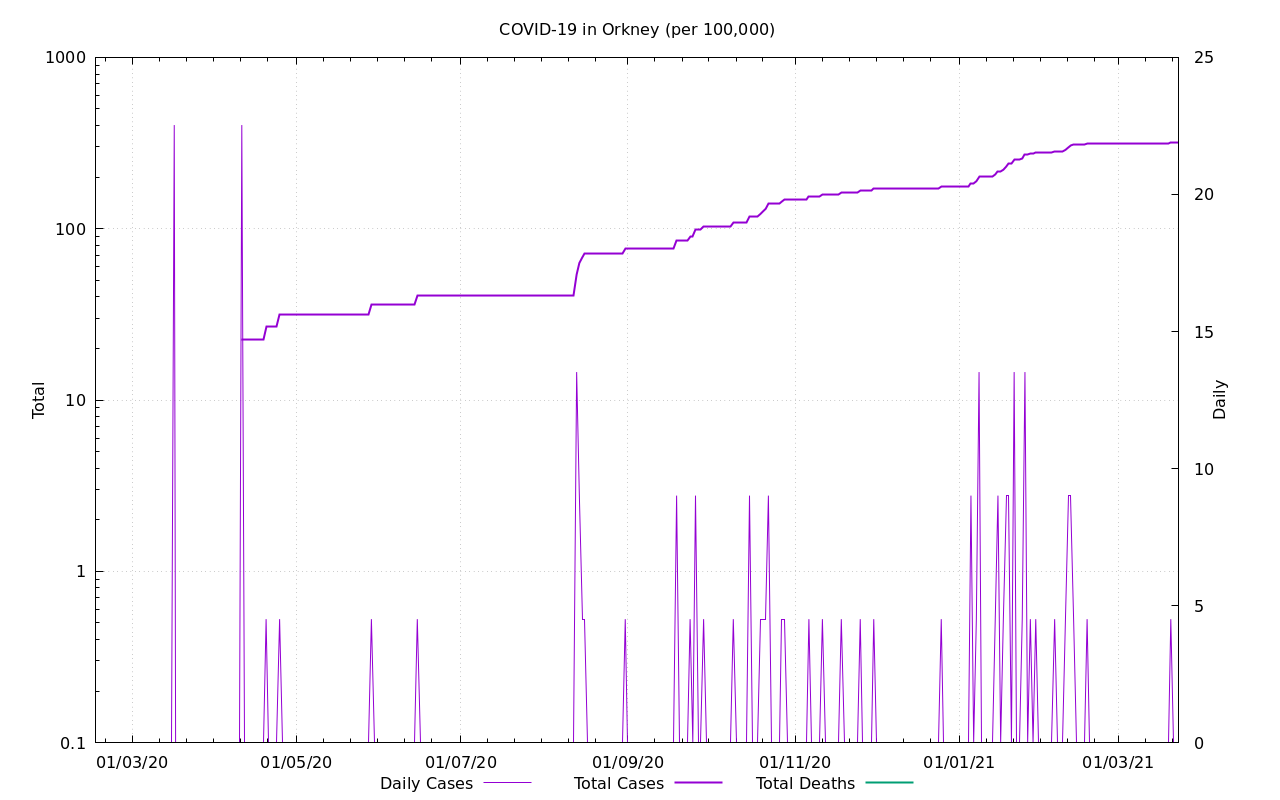 COVID-19 in Orkney (per 100,000)
1000
100
10
1
0.1
Total
25
20
15
10
5
0
Daily
01/03/20 01/05/20 01/07/20 01/09/20 01/11/20 01/01/21 01/03/21
Daily Cases Total Cases Total Deaths